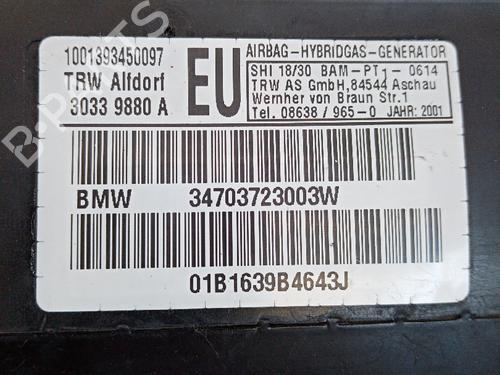 1001393450097
TRW Alfdorf
3033 9880 A
EU
AIRBAG-HYBRIDGAS-GENERATOR
SHI 18/30 BAM-PT1-0614
TRW AS GmbH,84544 Aschau
Wernher von Braun Str.1
Tel. 08638 / 965-0 JAHR: 2001
BMW 34703723003W
01B1639B4643J